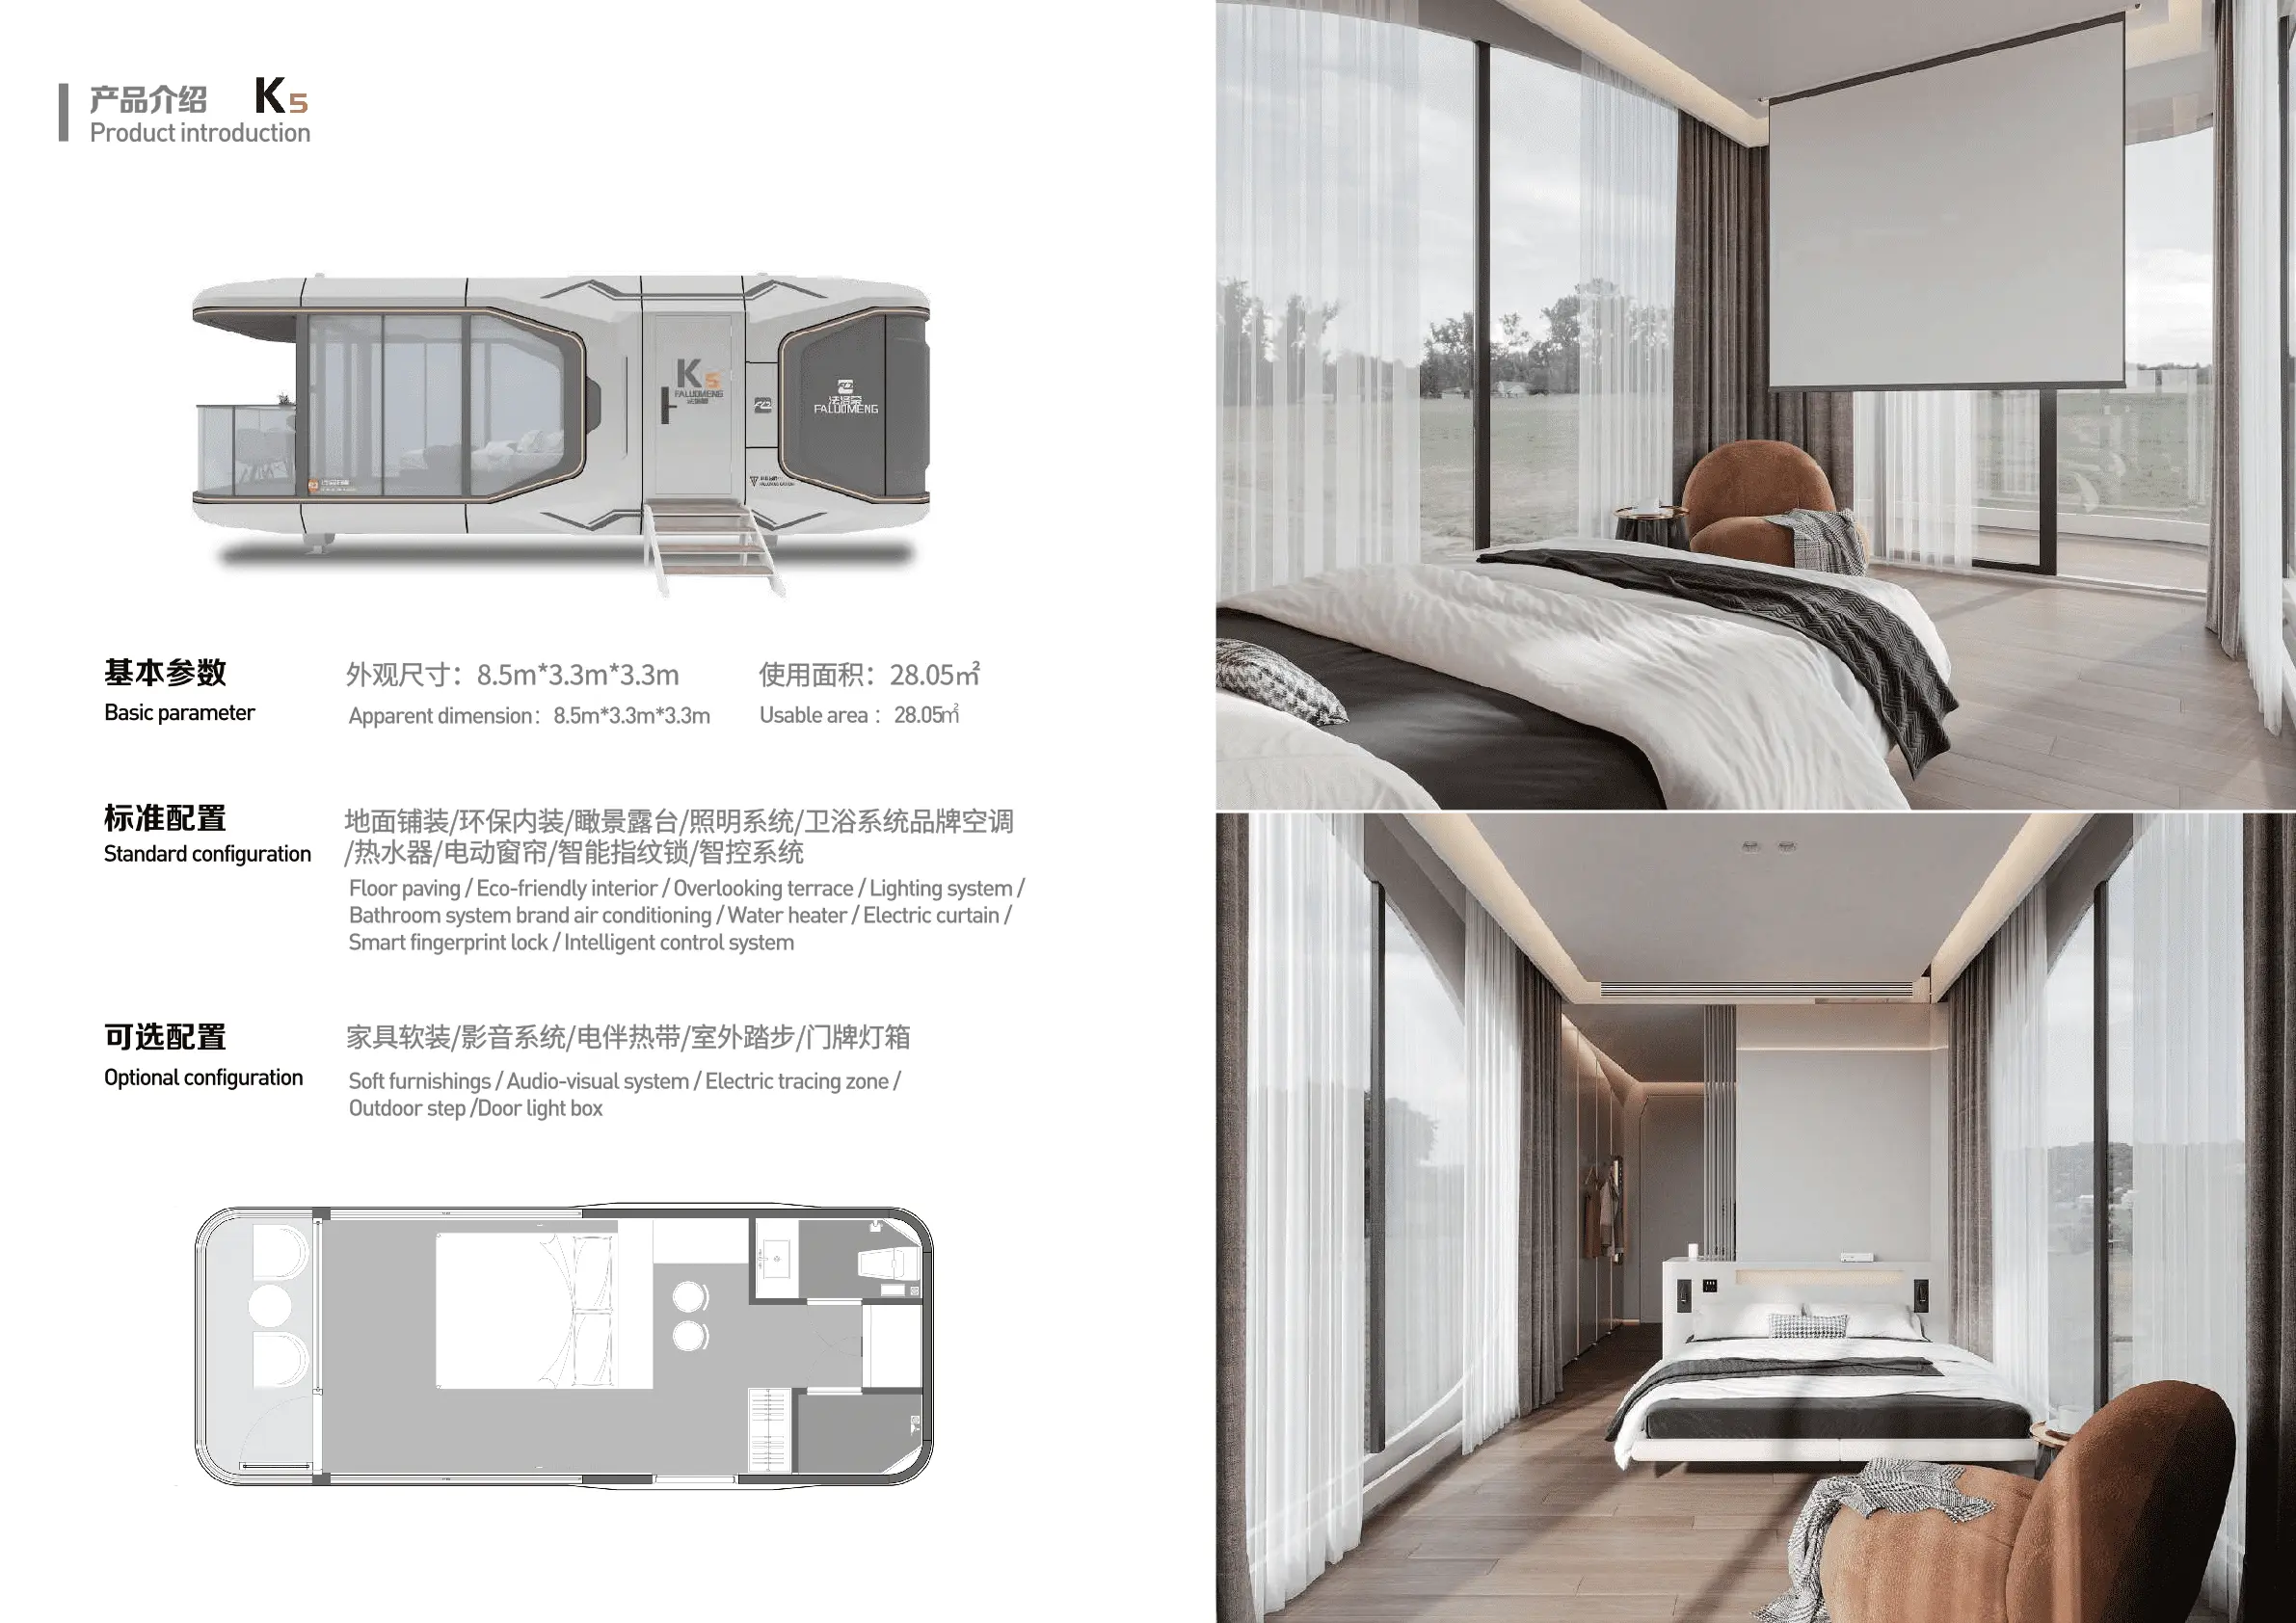 产品介绍 K5
Product introduction
K5
FALUOMENG
法洛蒙
法洛蒙
FALUOMENG
基本参数
外观尺寸：8.5m*3.3m*3.3m
使用面积：28.05㎡
Basic parameter
Apparent dimension：8.5m*3.3m*3.3m
Usable area：28.05㎡
标准配置
地面铺装/环保内装/瞰景露台/照明系统/卫浴系统品牌空调
/热水器/电动窗帘/智能指纹锁/智控系统
Standard configuration
Floor paving / Eco-friendly interior / Overlooking terrace / Lighting system /
Bathroom system brand air conditioning / Water heater / Electric curtain /
Smart fingerprint lock / Intelligent control system
可选配置
家具软装/影音系统/电伴热带/室外踏步/门牌灯箱
Optional configuration
Soft furnishings / Audio-visual system / Electric tracing zone /
Outdoor step /Door light box